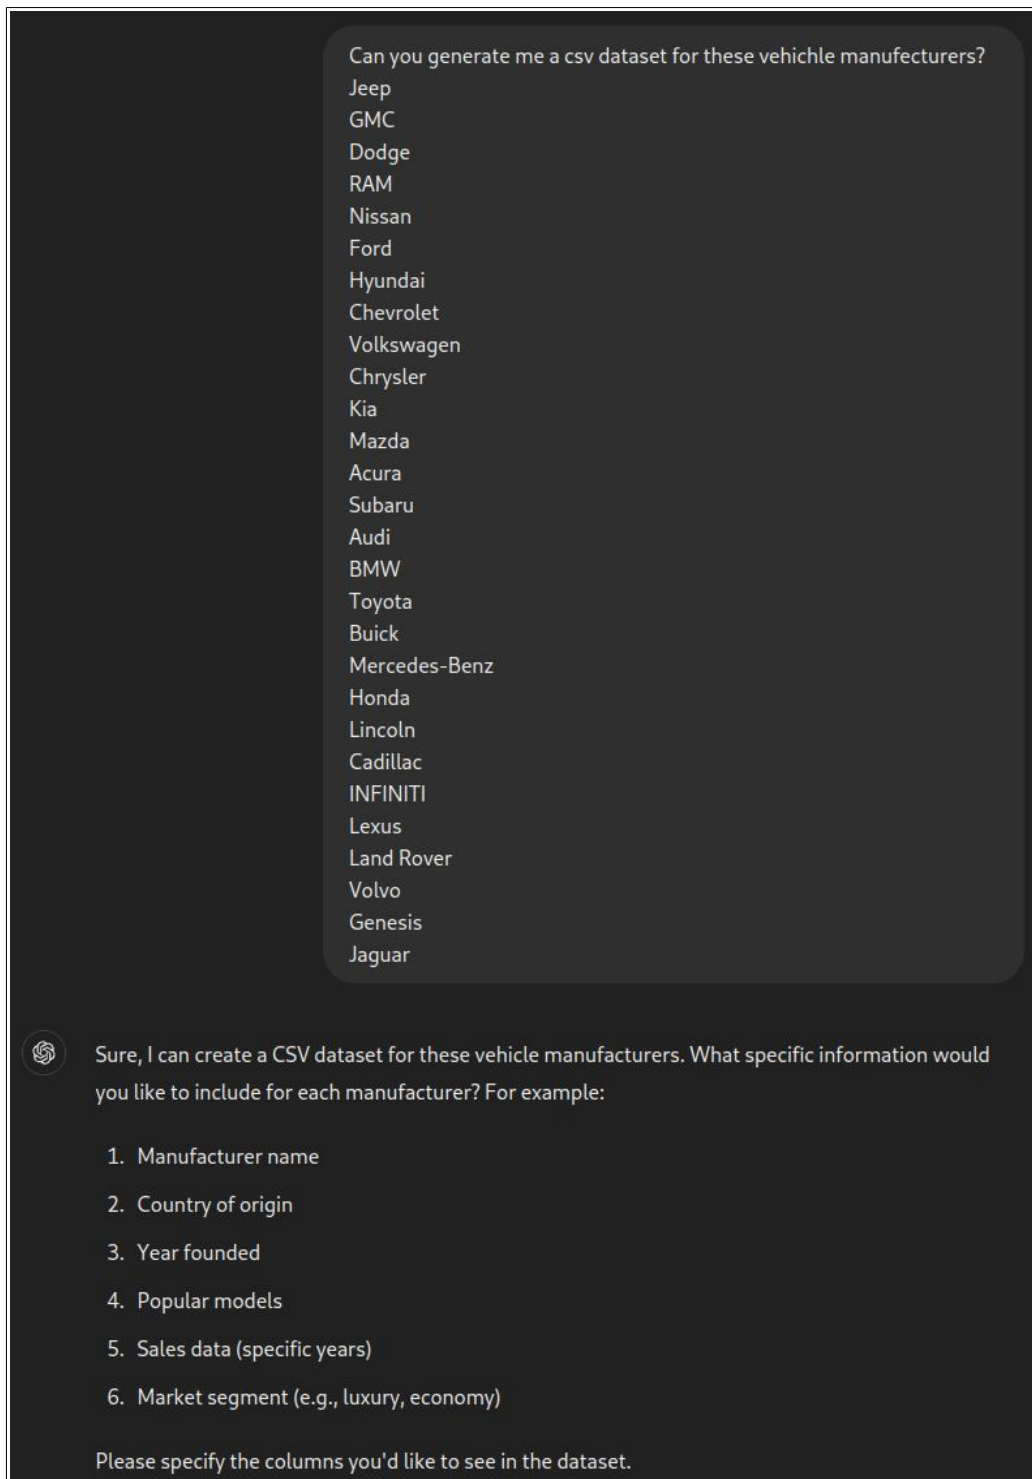 Can you generate me a csv dataset for these vehichle manufecturers?
Jeep
GMC
Dodge
RAM
Nissan
Ford
Hyundai
Chevrolet
Volkswagen
Chrysler
Kia
Mazda
Acura
Subaru
Audi
BMW
Toyota
Buick
Mercedes-Benz
Honda
Lincoln
Cadillac
INFINITI
Lexus
Land Rover
Volvo
Genesis
Jaguar
Sure, I can create a CSV dataset for these vehicle manufacturers. What specific information would
you like to include for each manufacturer? For example:
1. Manufacturer name
2. Country of origin
3. Year founded
4. Popular models
5. Sales data (specific years)
6. Market segment (e.g., luxury, economy)
Please specify the columns you'd like to see in the dataset.